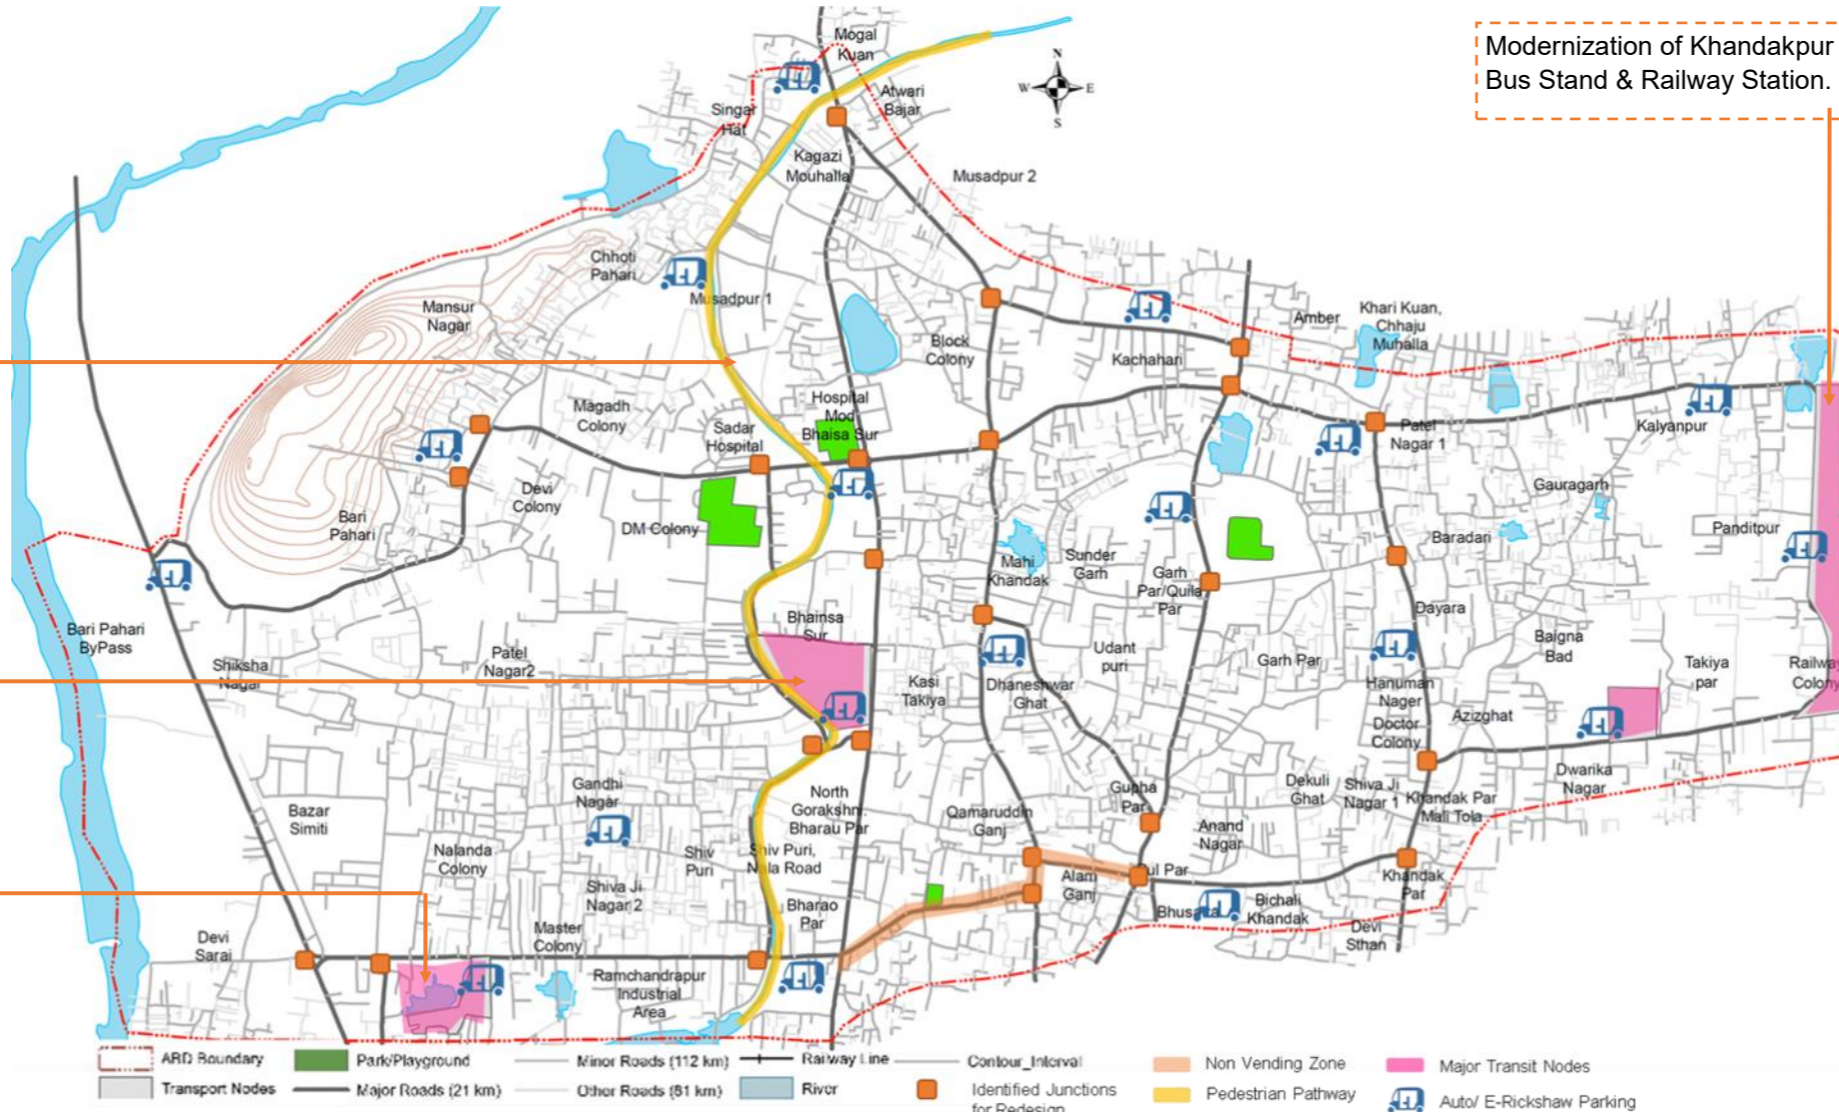 Modernization of Khandakpur
Bus Stand & Railway Station.
N
W
E
S
Mogal
Kuan
Atwari
Bajar
Singar
Hat
Kagazi
Mouhalla
Musadpur 2
Chhoti
Pahari
Musadpur 1
Mansur
Nagar
Block
Colony
Kachahari
Amber
Khari Kuan,
Chhaju
Muhalla
Magadh
Colony
Sadar
Hospital
Hospital
Mod
Bhaisa Sur
Patel
Nagar 1
Kalyanpur
Devi
Colony
Bari
Pahari
DM Colony
Mahi
Khandak
Sunder
Garh
Garh
Par/Quila
Par
Gauragarh
Baradari
Panditpur
Dayara
Bari Pahari
ByPass
Shiksha
Nagar
Patel
Nagar2
Bhainsa
Sur
Kasi
Takiya
Dhaneshwar
Ghat
Udant
puri
Garh Par
Hanuman
Nager
Doctor
Colony
Azizghat
Baigna
Bad
Takiya
par
Railway
Colony
Bazar
Simiti
Gandhi
Nagar
North
Gorakshni,
Bharau Par
Qamaruddin
Ganj
Gupha
Par
Anand
Nagar
Dekuli
Ghat
Shiva Ji
Nagar 1
Khandak Par
Mali Tola
Dwarika
Nagar
Nalanda
Colony
Shiv
Puri
Shiv Puri,
Nala Road
Shiva Ji
Nagar 2
Bharao
Par
Alam
Ganj
Pul Par
Bichali
Khandak
Khandak
Par
Devi
Sthan
Devi
Sarai
Master
Colony
Ramchandrapur
Industrial
Area
ABD Boundary
Park/Playground
Minor Roads (112 km)
Railway Line
Contour_Interval
Non Vending Zone
Major Transit Nodes
Transport Nodes
Major Roads (21 km)
Other Roads (61 km)
River
Identified Junctions
for Redesign
Pedestrian Pathway
Auto/ E-Rickshaw Parking